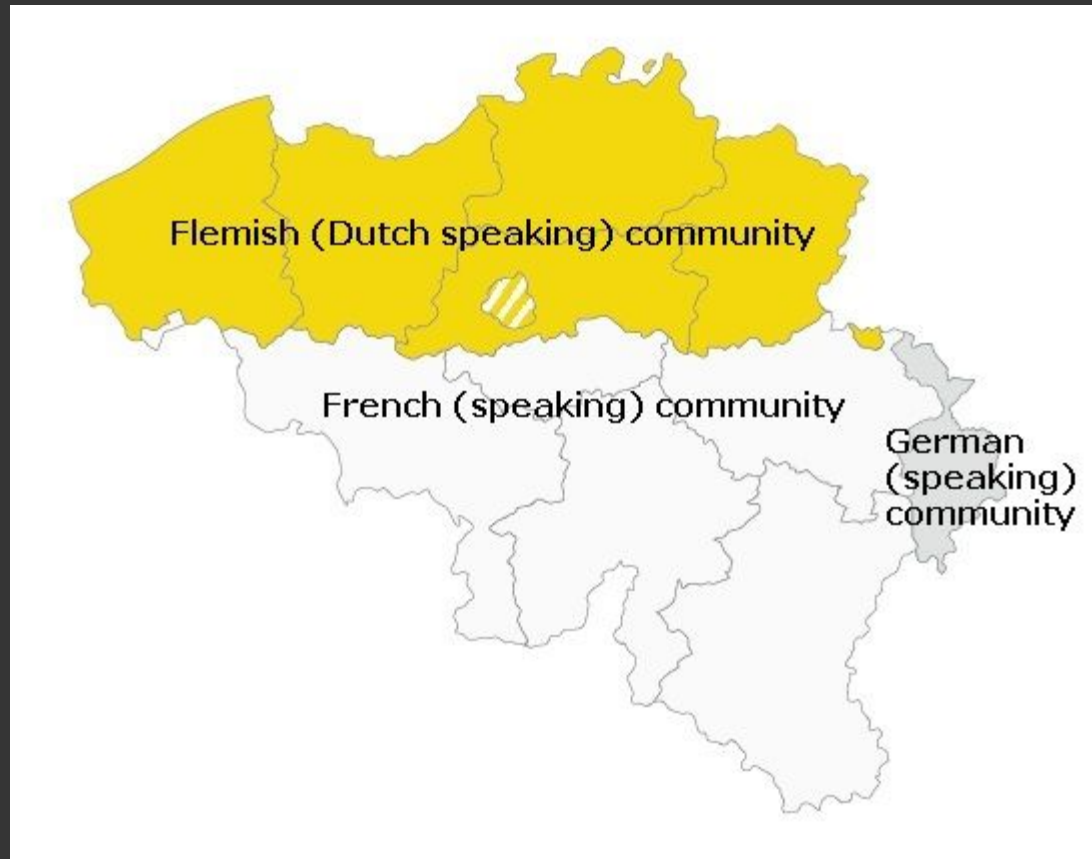 Flemish (Dutch speaking) community
French (speaking) community
German
(speaking)
community